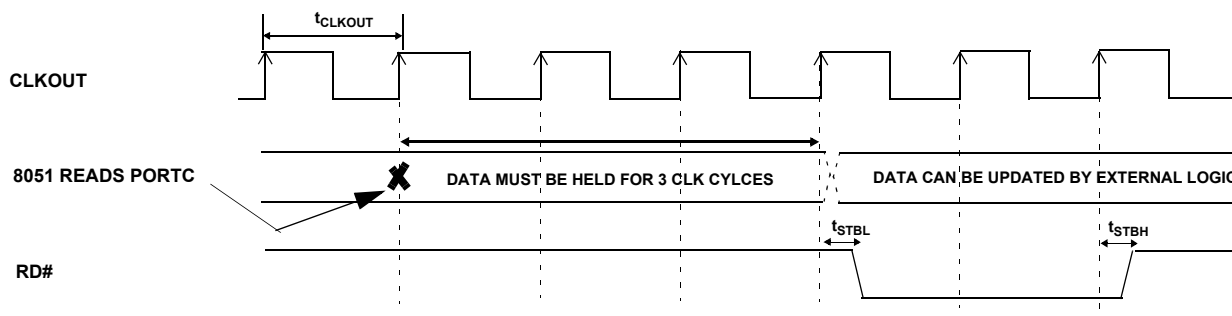 tCLKOUT
CLKOUT
8051 READS PORTC
DATA MUST BE HELD FOR 3 CLK CYLCES
DATA CAN BE UPDATED BY EXTERNAL LOGIC
tSTBL
tSTBH
RD#